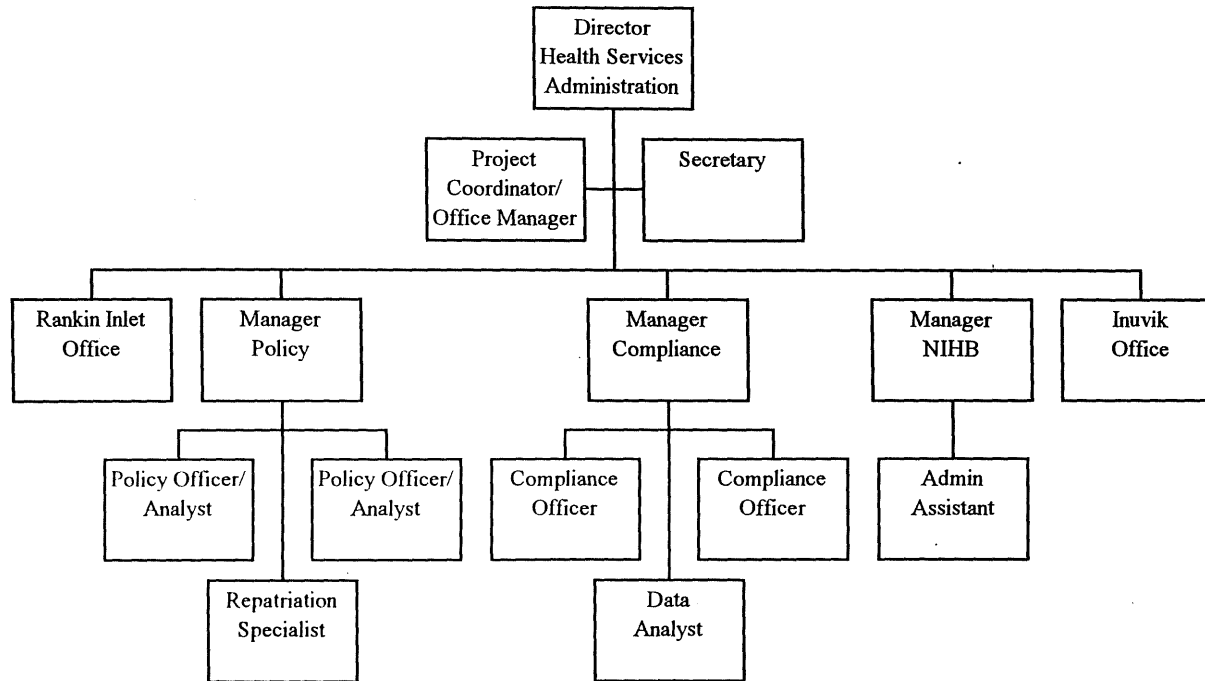 Director
Health Services
Administration
Project
Coordinator/
Office Manager
Secretary
Rankin Inlet
Office
Manager
Policy
Manager
Compliance
Manager
NIHB
Inuvik
Office
Policy Officer/
Analyst
Policy Officer/
Analyst
Compliance
Officer
Compliance
Officer
Admin
Assistant
Repatriation
Specialist
Data
Analyst